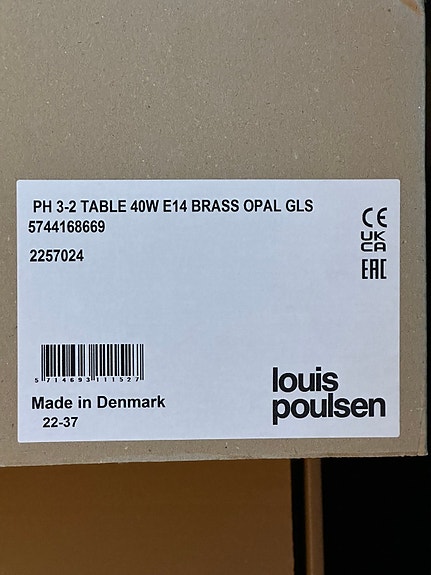 PH 3-2 TABLE 40W E14 BRASS OPAL GLS
5744168669
2257024
CE
UK
CA
EAC
5 714693 111527
Made in Denmark
22-37
louis
poulsen